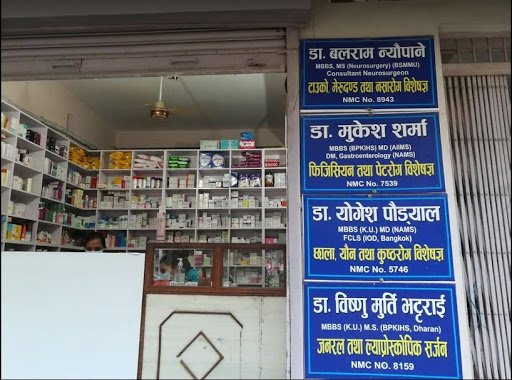 डा. बलराम न्यौपाने
MBBS, MS (Neurosurgery) (BSMMU)
Consultant Neurosurgeon
टाउको, मेरुदण्ड तथा नसारोग विशेषज्ञ
NMC No. 8943
डा. मुकेश शर्मा
MBBS (BPKIHS) MD (AIIMS)
DM, Gastroenterology (NAMS)
फिजिसियन तथा पेटरोग विशेषज्ञ
NMC No. 7539
डा. योगेश पौड्याल
MBBS (K.U.) MD (NAMS)
FCLS (IOD, Bangkok)
छाला, यौन तथा कुष्ठरोग विशेषज्ञ
NMC No. 5746
डा. विष्णु मुर्ति भट्टराई
MBBS (K.U.) M.S. (BPKIHS, Dharan)
जनरल तथा ल्याप्रोस्कोपिक सर्जन
NMC No. 8159